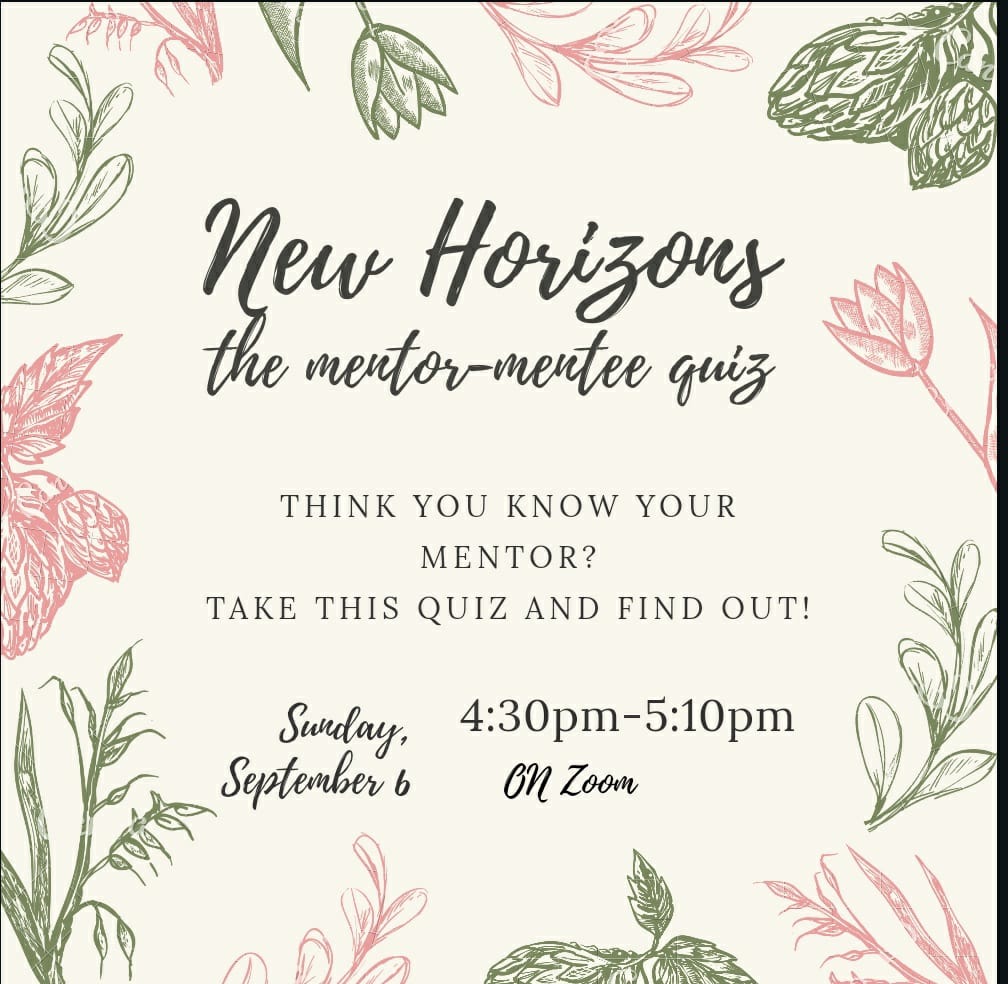 New Horizons
the mentor-mentee quiz
THINK YOU KNOW YOUR
MENTOR?
TAKE THIS QUIZ AND FIND OUT!
Sunday,
September 6
4:30pm-5:10pm
ON Zoom